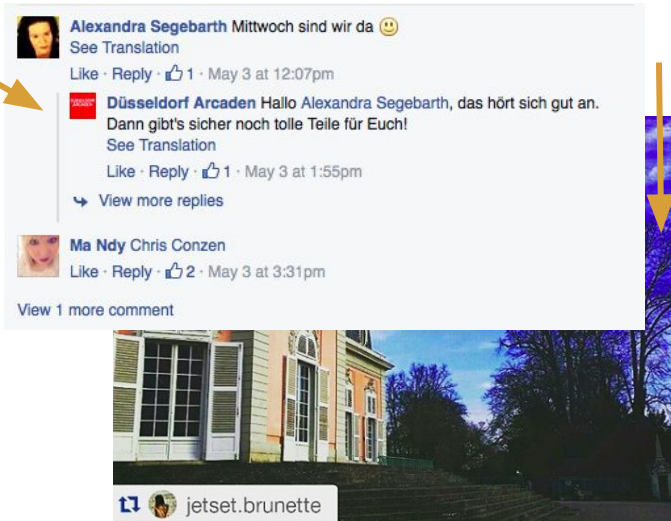 Alexandra Segebarth Mittwoch sind wir da
See Translation
Like · Reply · 1 · May 3 at 12:07pm
Düsseldorf Arcaden Hallo Alexandra Segebarth, das hört sich gut an.
Dann gibt's sicher noch tolle Teile für Euch!
See Translation
Like · Reply · 1 · May 3 at 1:55pm
View more replies
Ma Ndy Chris Conzen
Like · Reply · 2 · May 3 at 3:31pm
View 1 more comment
jetset.brunette